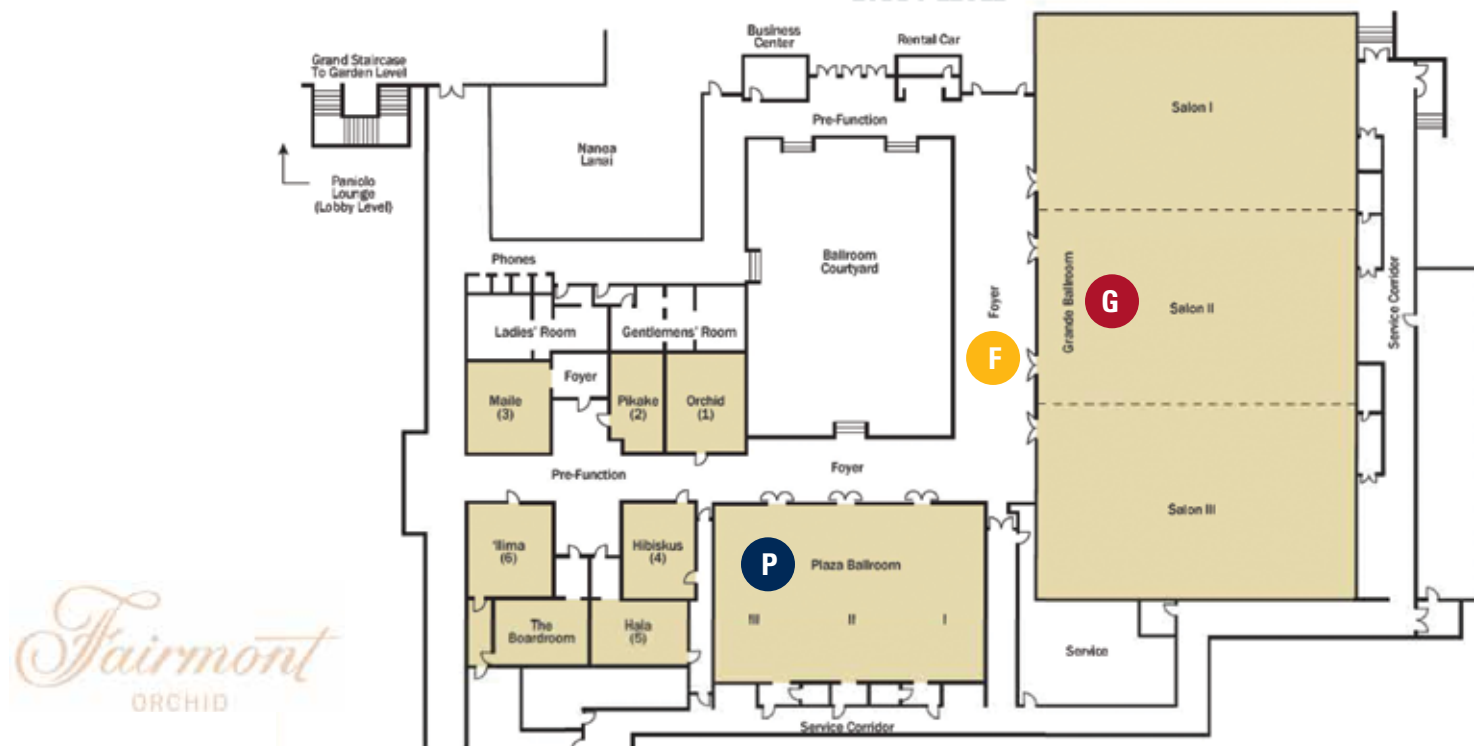 Business
Center
Rental Car
Grand Staircase
To Garden Level
Salon I
Pre-Function
Nanea
Lanai
Paniolo
Lounge
(Lobby Level)
Ballroom
Courtyard
Phones
Foyer
Grande Ballroom
G
Salon II
Service Corridor
Ladies' Room
Gentlemens' Room
F
Foyer
Maile
(3)
Pikake
(2)
Orchid
(1)
Pre-Function
Foyer
Salon III
'Ilima
(6)
Hibiskus
(4)
P
Plaza Ballroom
III
II
I
The
Boardroom
Hala
(5)
Service
Fairmont
ORCHID
Service Corridor